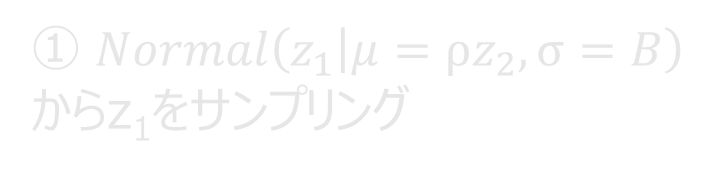 ① Normal(z₁|μ = ρz₂, σ = B)
からz₁をサンプリング